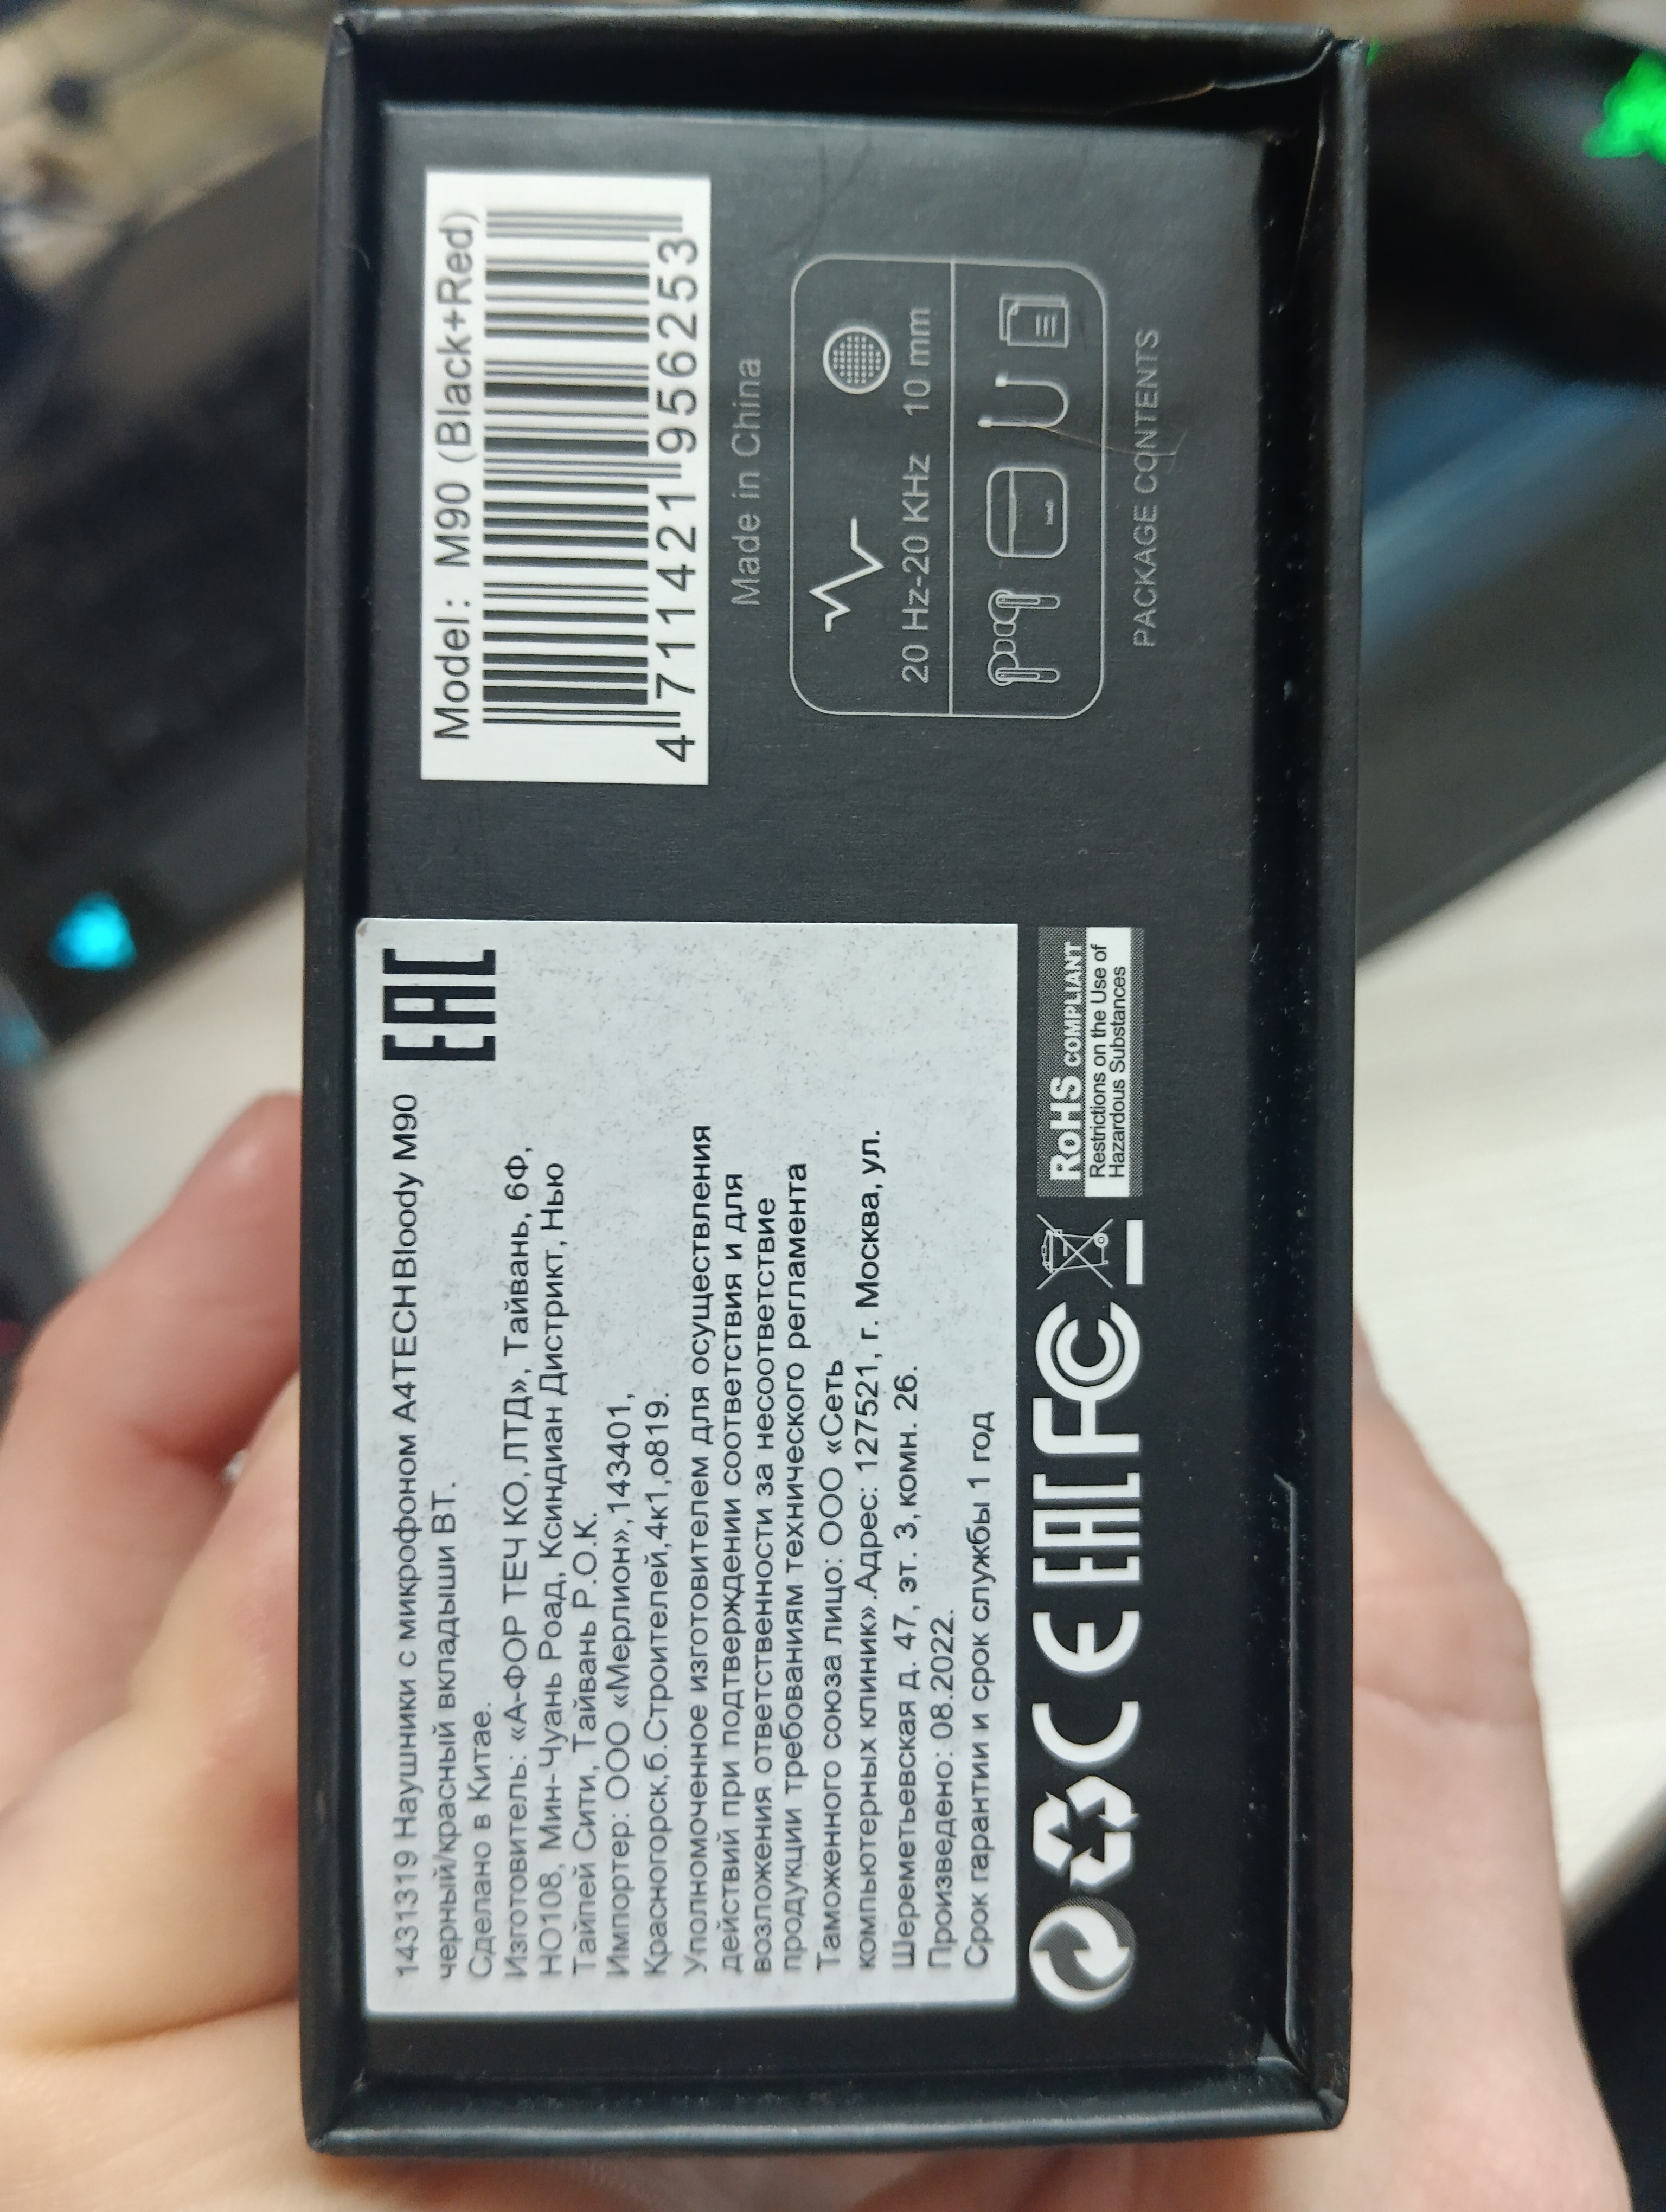 1431319 Наушники с микрофоном A4TECH Bloody M90
черный/красный вкладыши BT.
Сделано в Китае.
Изготовитель: «А-ФОР ТЕЧ КО, ЛТД», Тайвань, 6Ф,
НО108, Мин-Чуань Роад, Ксиндиан Дистрикт, Нью
Тайпей Сити, Тайвань Р.О.К.
Импортер: ООО «Мерлион», 143401,
Красногорск,б.Строителей,4к1,о819.
Уполномоченное изготовителем для осуществления
действий при подтверждении соответствия и для
возложения ответственности за несоответствие
продукции требованиям технического регламента
Таможенного союза лицо: ООО «Сеть
компьютерных клиник».Адрес: 127521, г. Москва, ул.
Шереметьевская д. 47, эт. 3, комн. 26.
Произведено: 08.2022.
Срок гарантии и срок службы 1 год
EAC
CE EAC FC
RoHS COMPLIANT
Restrictions on the Use of
Hazardous Substances
Model: M90 (Black+Red)
4 711421 956253
Made in China
20 Hz-20 KHz 10 mm
PACKAGE CONTENTS